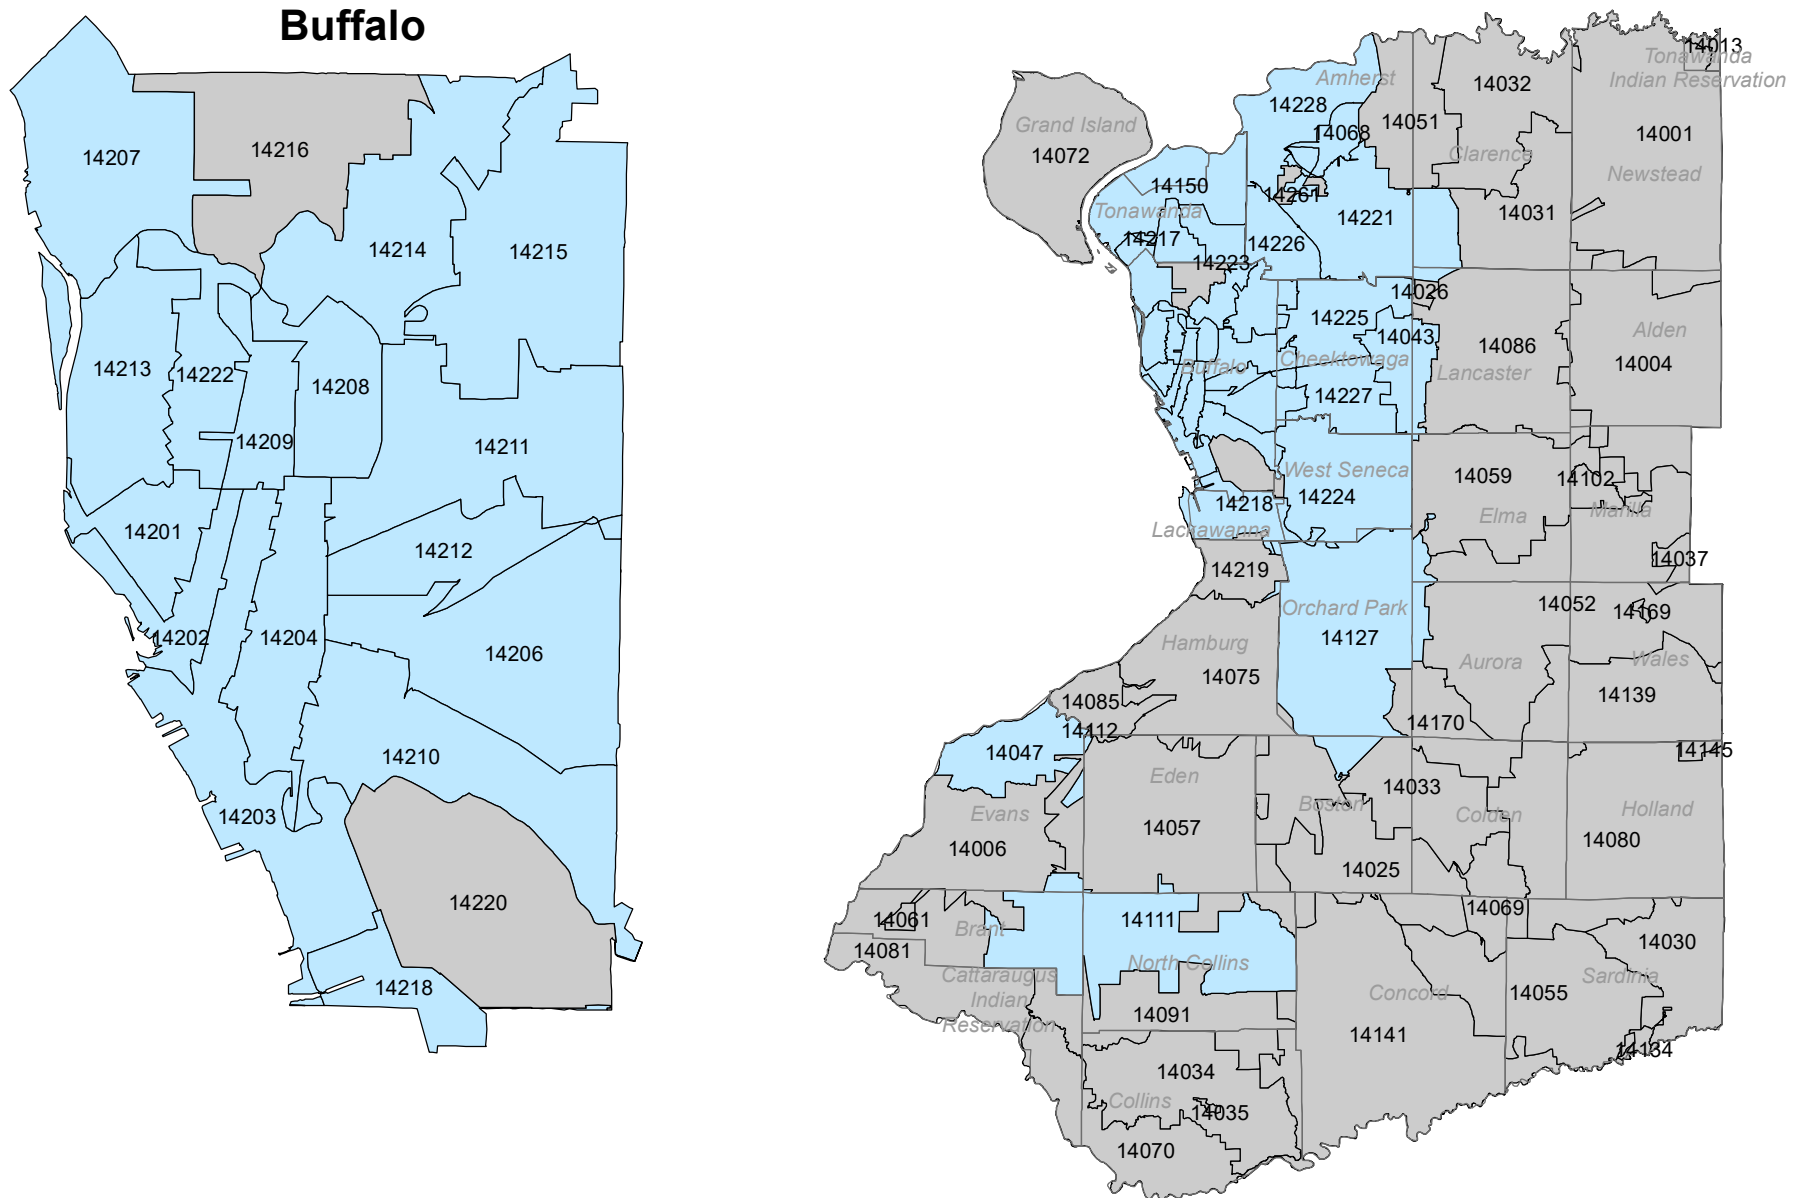 Buffalo
14207
14216
14214
14215
14213
14222
14208
14209
14211
14201
14212
14202
14204
14206
14210
14203
14220
14218
14013
Tonawanda
Indian Reservation
Amherst
14032
14228
14051
14068
14001
Grand Island
14072
Clarence
Newstead
14150
14261
Tonawanda
14221
14031
14217
14226
14223
14026
14225
14043
Alden
14086
Buffalo
Cheektowaga
14004
Lancaster
14227
West Seneca
14059
14102
14224
14218
Marilla
Elma
Lachawanna
14037
14219
14052
14169
Orchard Park
14127
Hamburg
Aurora
Wales
14075
14139
14085
14170
14112
14047
14145
Eden
14033
Boston
Holland
Evans
Colden
14057
14080
14006
14025
14069
14061
14111
Brant
14030
14081
North Collins
Cattaraugus
Indian
Reservation
Sardinia
Concord
14055
14091
14141
14134
14034
Collins
14035
14070